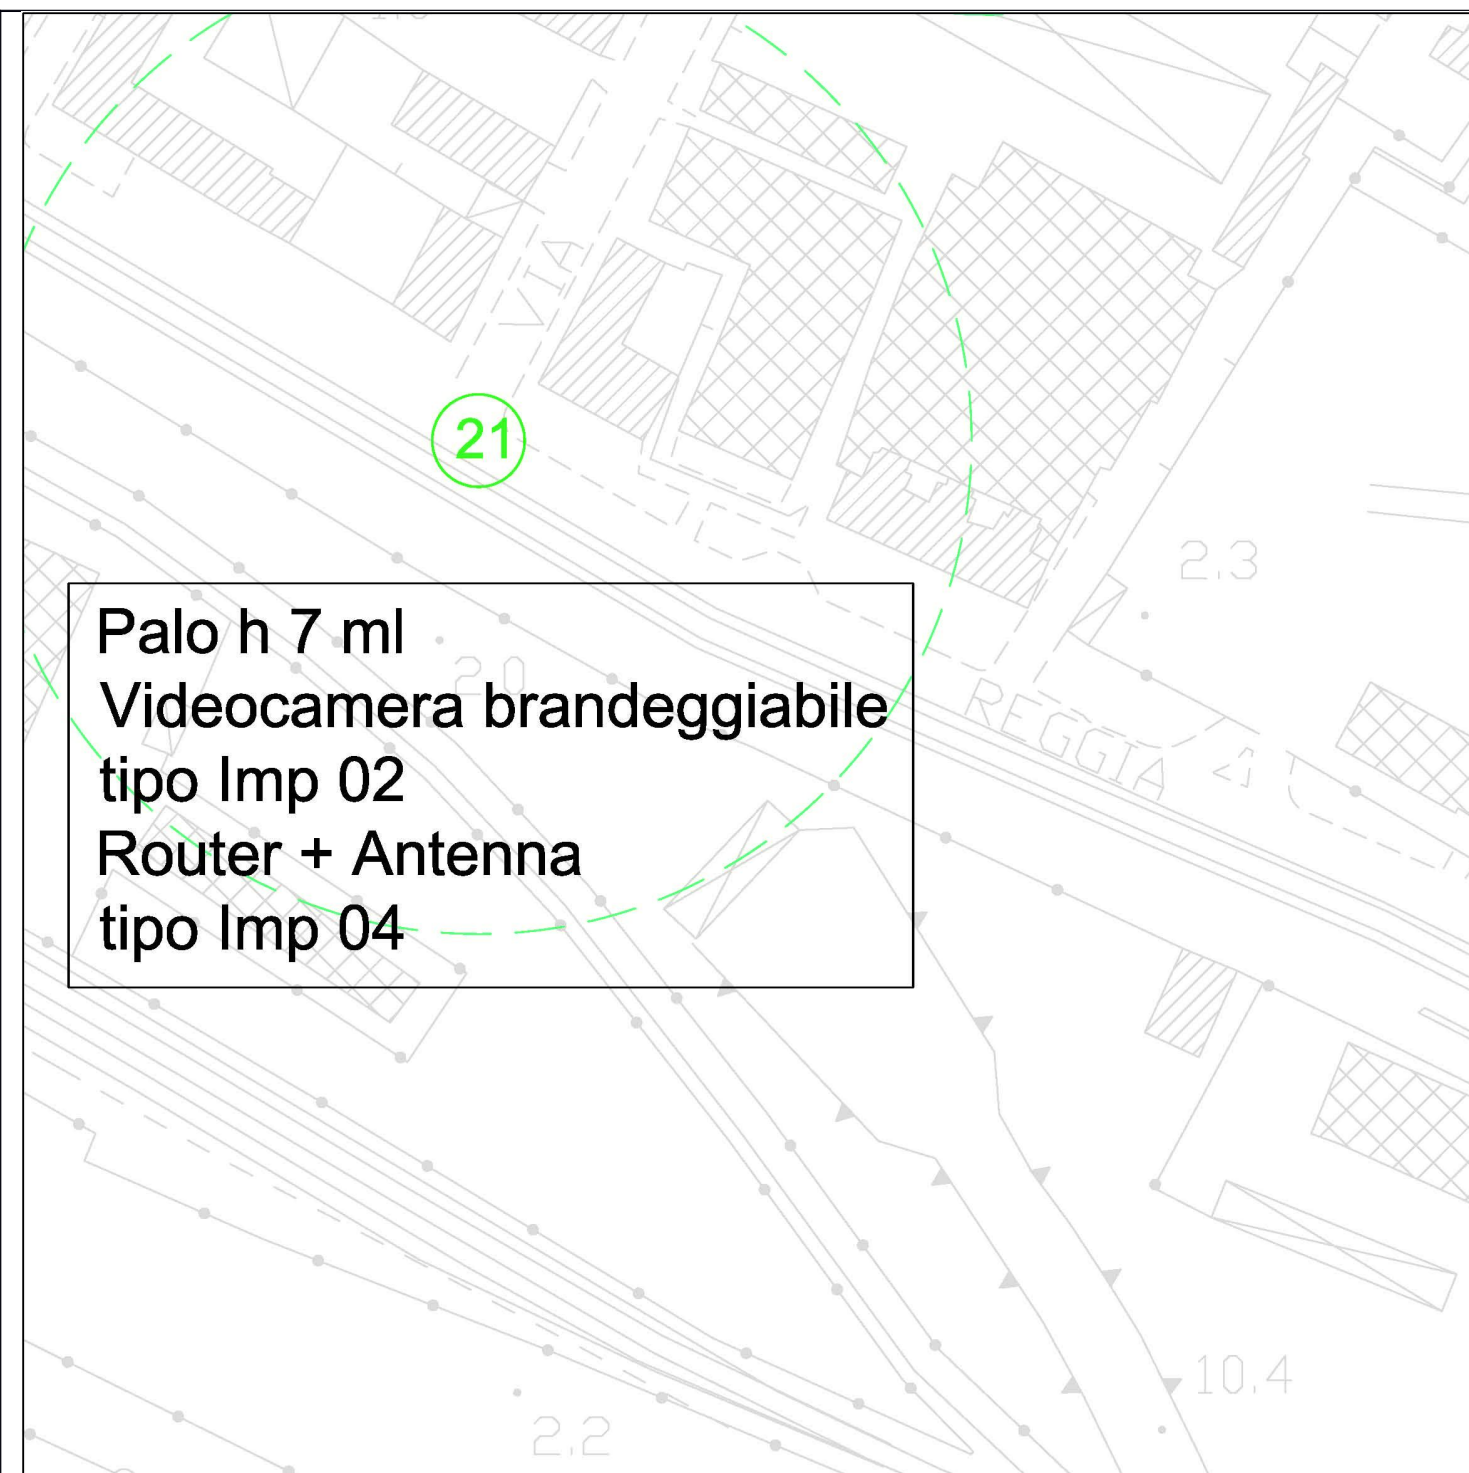 VIA
21
2.3
Palo h 7 ml
Videocamera brandeggiabile
tipo Imp 02
Router + Antenna
tipo Imp 04
2.0
REGGIA
10.4
2.2